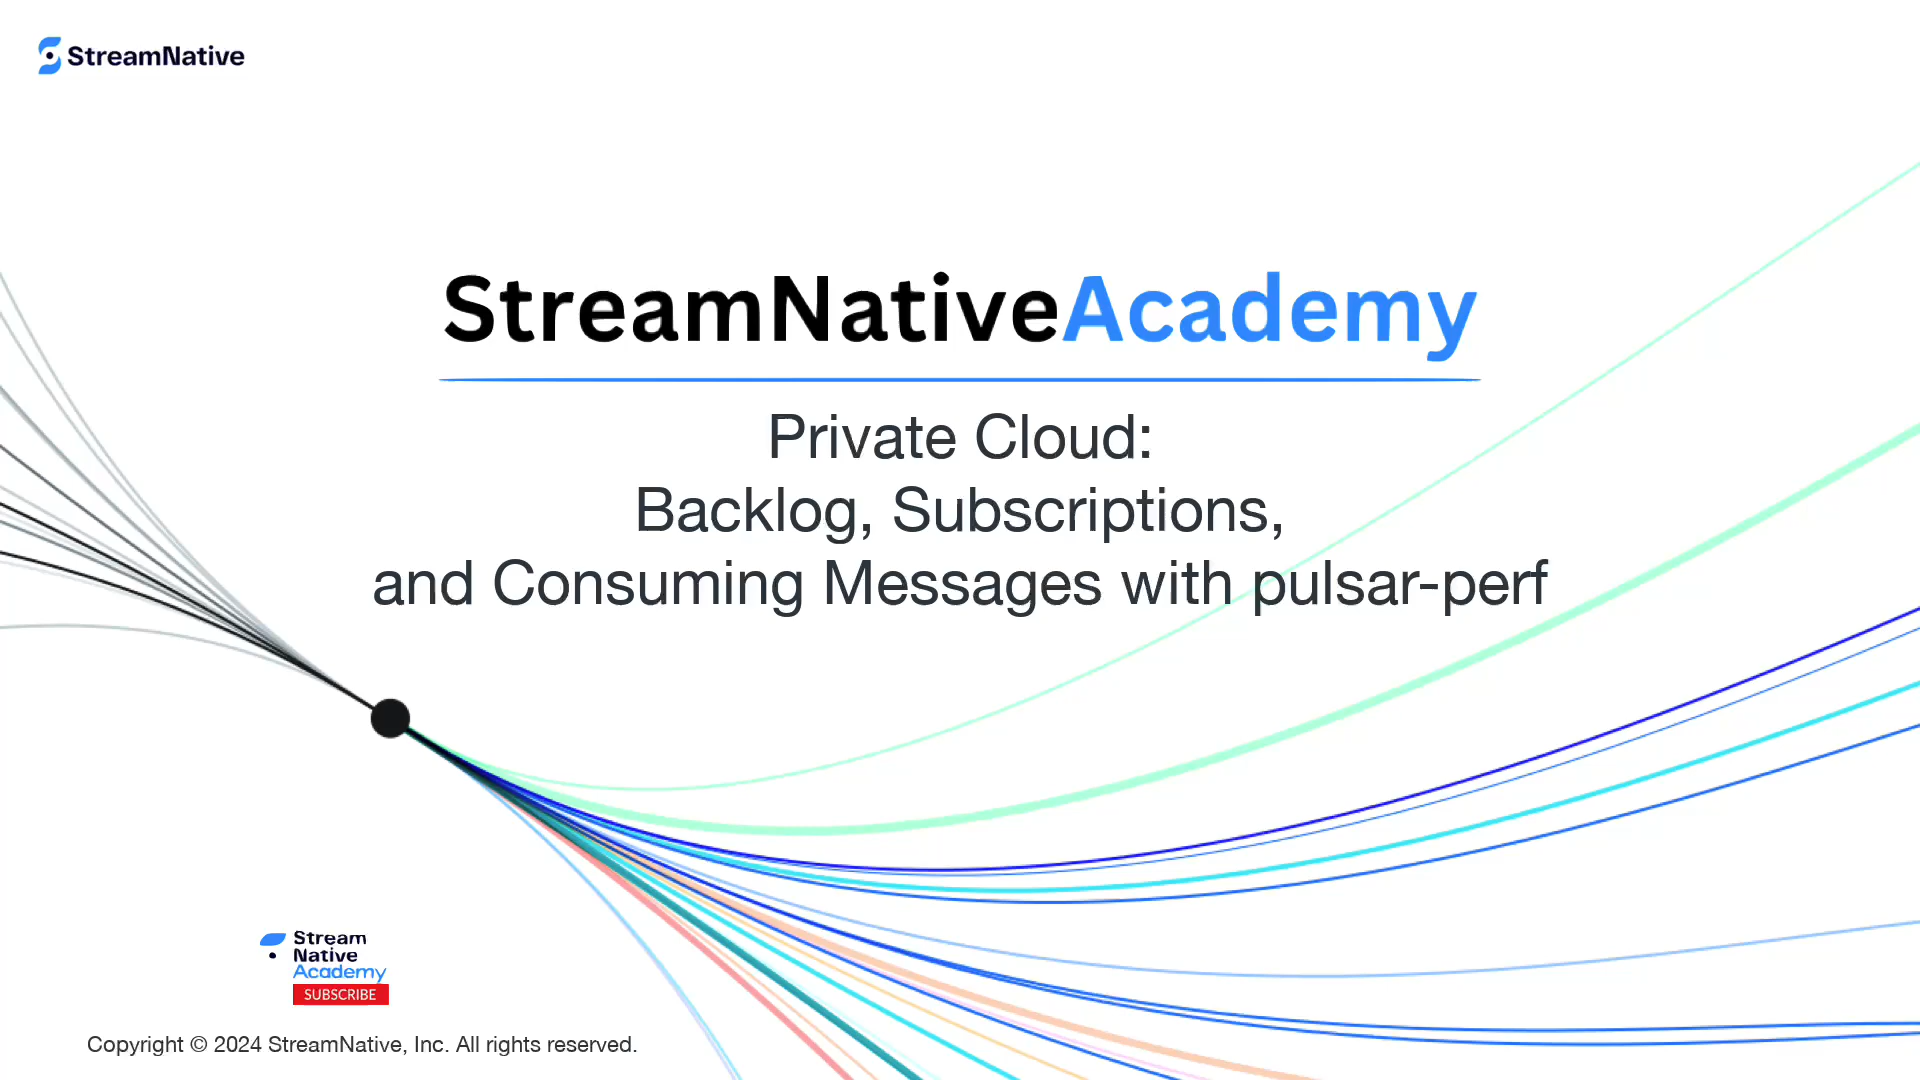 StreamNative
StreamNativeAcademy
Private Cloud:
Backlog, Subscriptions,
and Consuming Messages with pulsar-perf
Stream
Native
Academy
SUBSCRIBE
Copyright © 2024 StreamNative, Inc. All rights reserved.